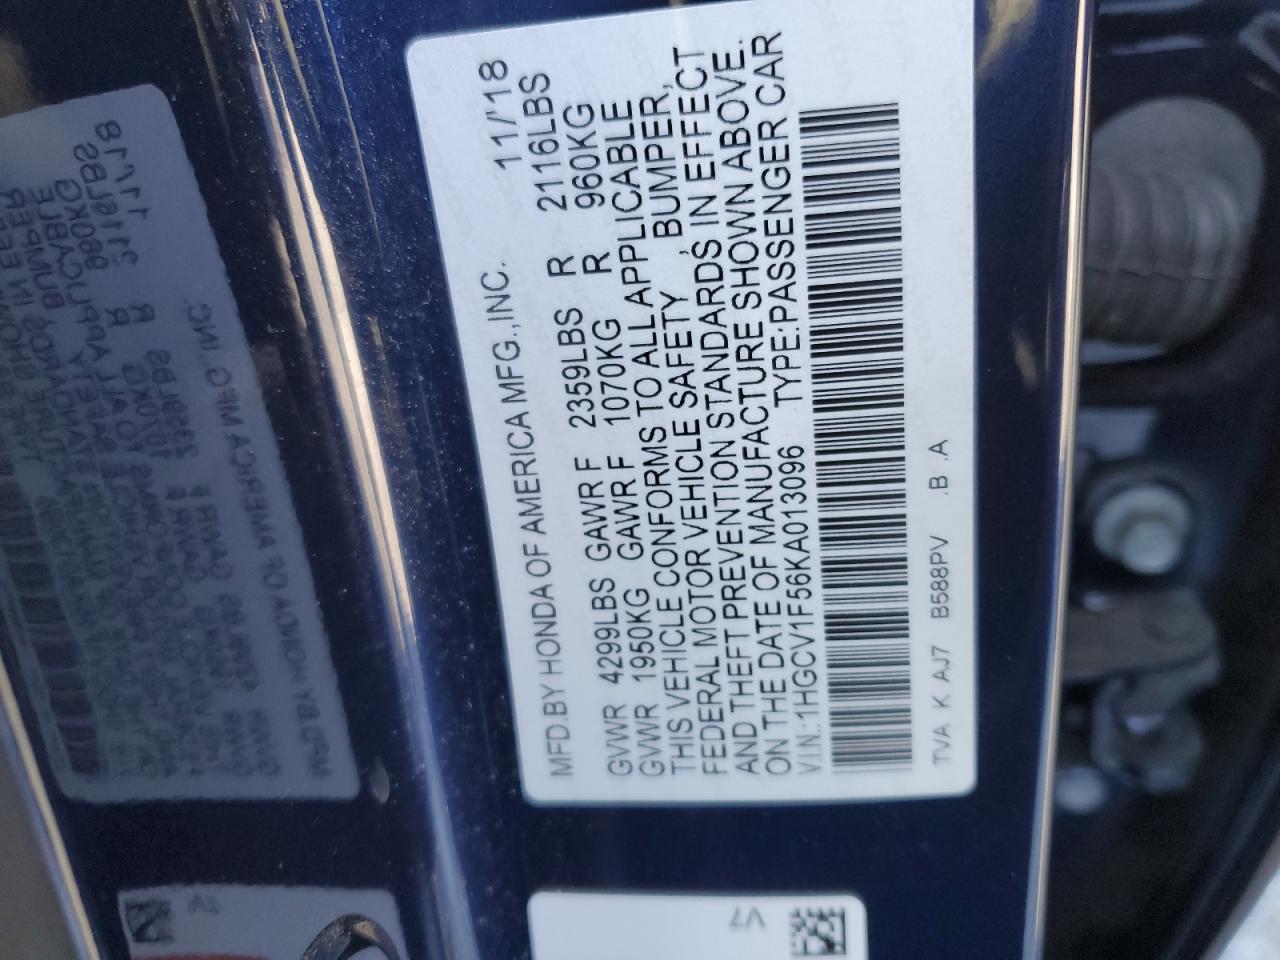 MFD.BY HONDA OF AMERICA MFG.,INC. 11/'18
GVWR 4299LBS GAWR F 2359LBS R 2116LBS
GVWR 1950KG GAWR F 1070KG R 960KG
THIS VEHICLE CONFORMS TO ALL APPLICABLE
FEDERAL MOTOR VEHICLE SAFETY , BUMPER,
AND THEFT PREVENTION STANDARDS, IN EFFECT
ON THE DATE OF MANUFACTURE SHOWN ABOVE.
V.I.N.:1HGCV1F56KA013096 TYPE:PASSENGER CAR
TVA K AJ7 B588PV .B .A
V7